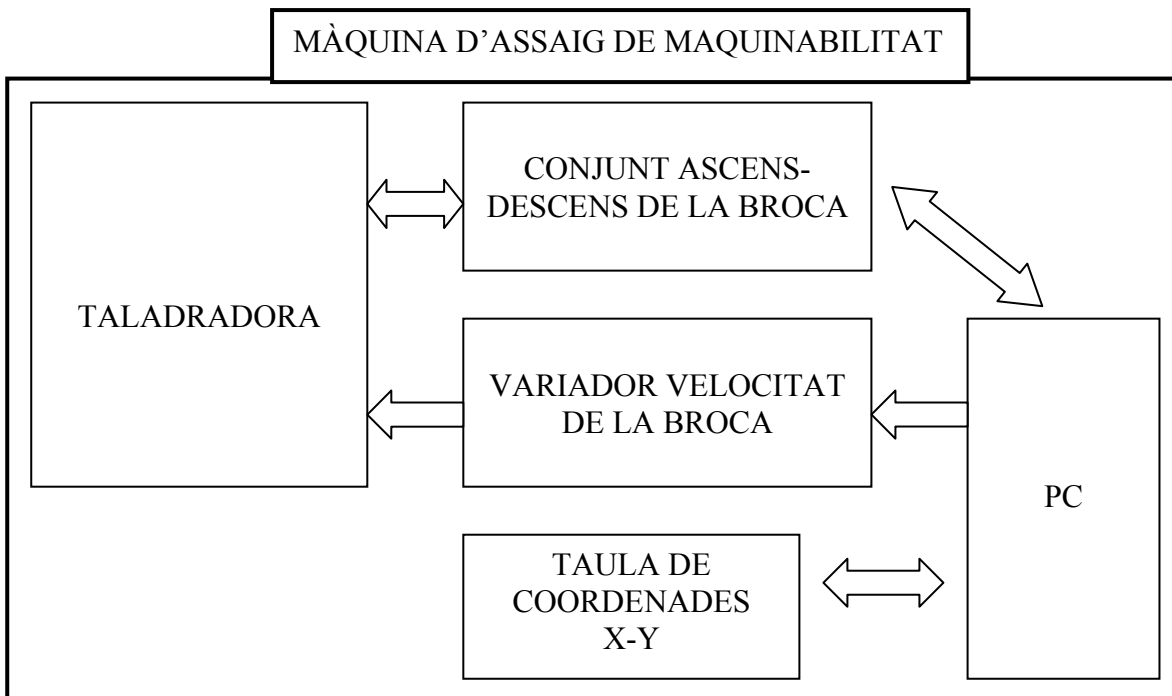 MÀQUINA D'ASSAIG DE MAQUINABILITAT
CONJUNT ASCENS-
DESCENS DE LA BROCA
TALADRADORA
VARIADOR VELOCITAT
DE LA BROCA
PC
TAULA DE
COORDENADES
X-Y